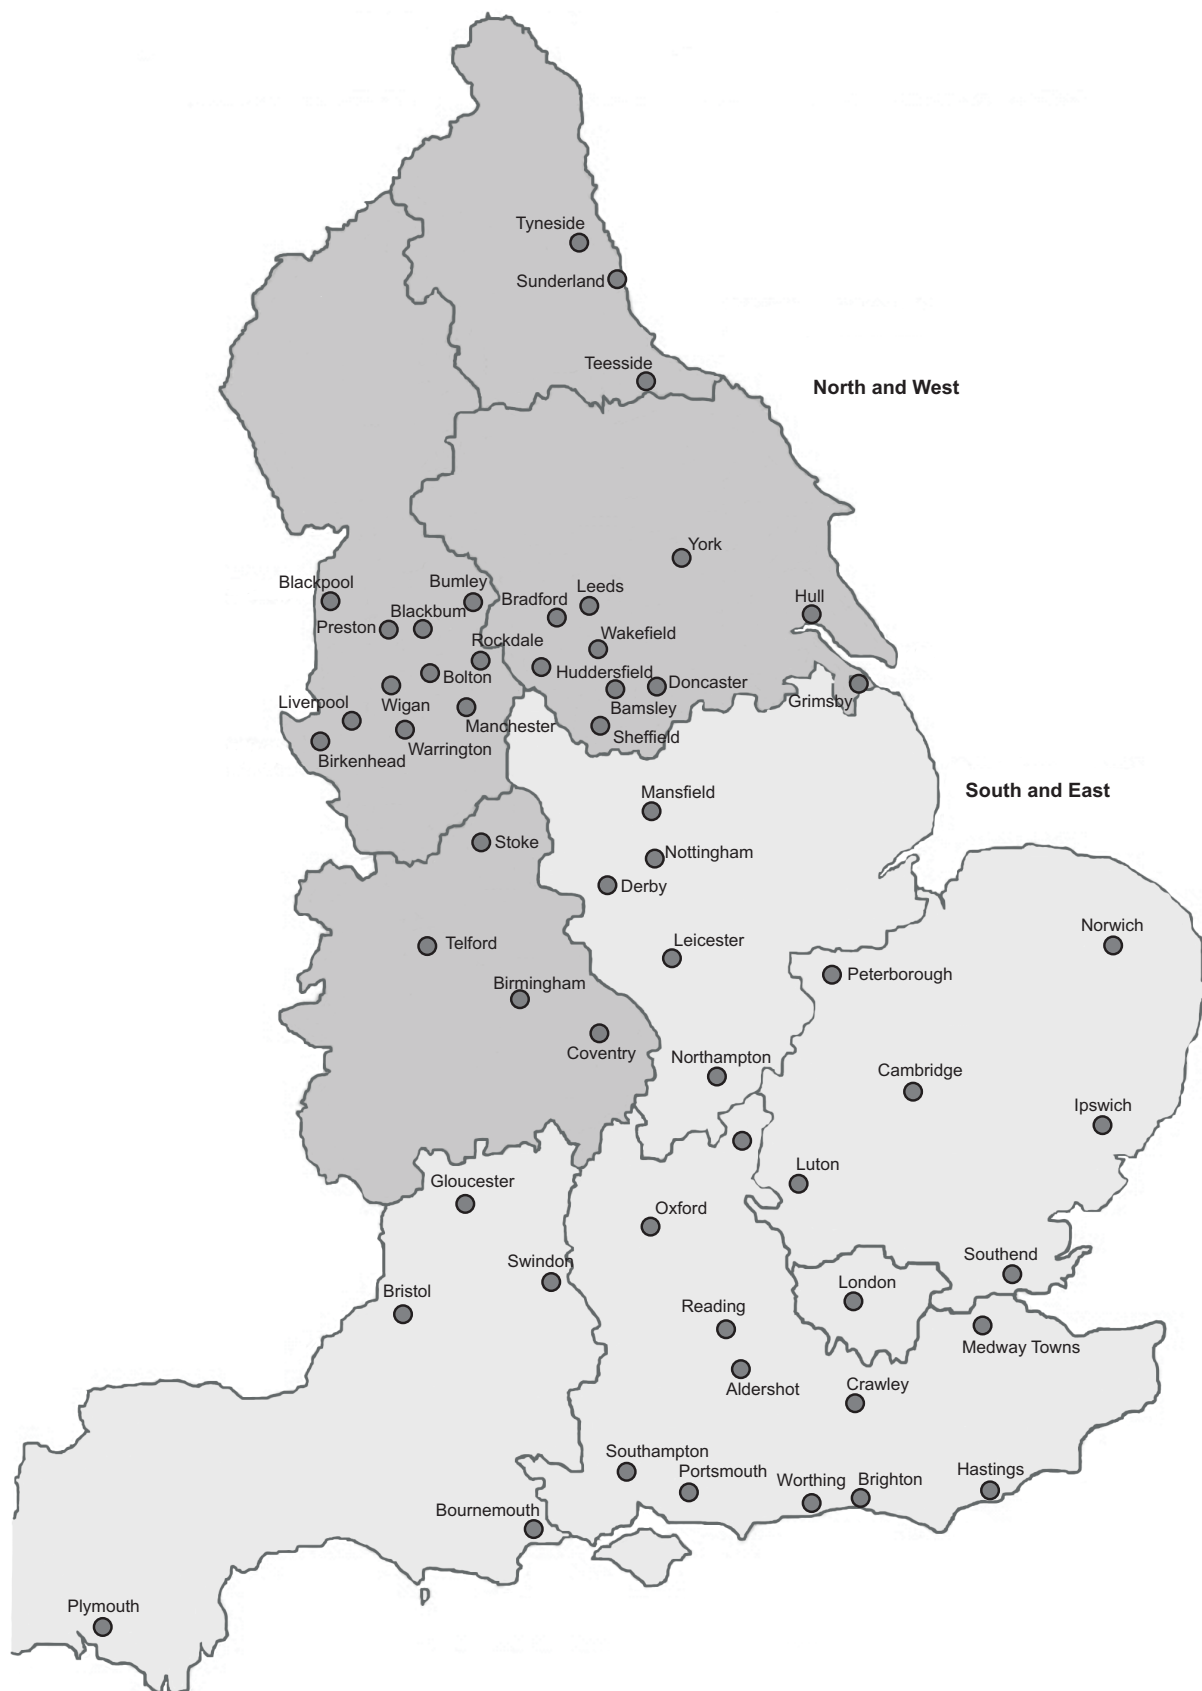 Tyneside
Sunderland
Teesside
North and West
York
Blackpool
Bumley
Leeds
Bradford
Hull
Preston
Blackbum
Wakefield
Rockdale
Huddersfield
Bolton
Doncaster
Liverpool
Wigan
Grimsby
Bamsley
Manchester
Sheffield
Warrington
Birkenhead
South and East
Mansfield
Stoke
Nottingham
Derby
Norwich
Leicester
Telford
Peterborough
Birmingham
Coventry
Northampton
Cambridge
Ipswich
Luton
Gloucester
Oxford
Southend
Swindon
London
Bristol
Reading
Medway Towns
Crawley
Aldershot
Southampton
Portsmouth
Worthing
Brighton
Hastings
Bournemouth
Plymouth